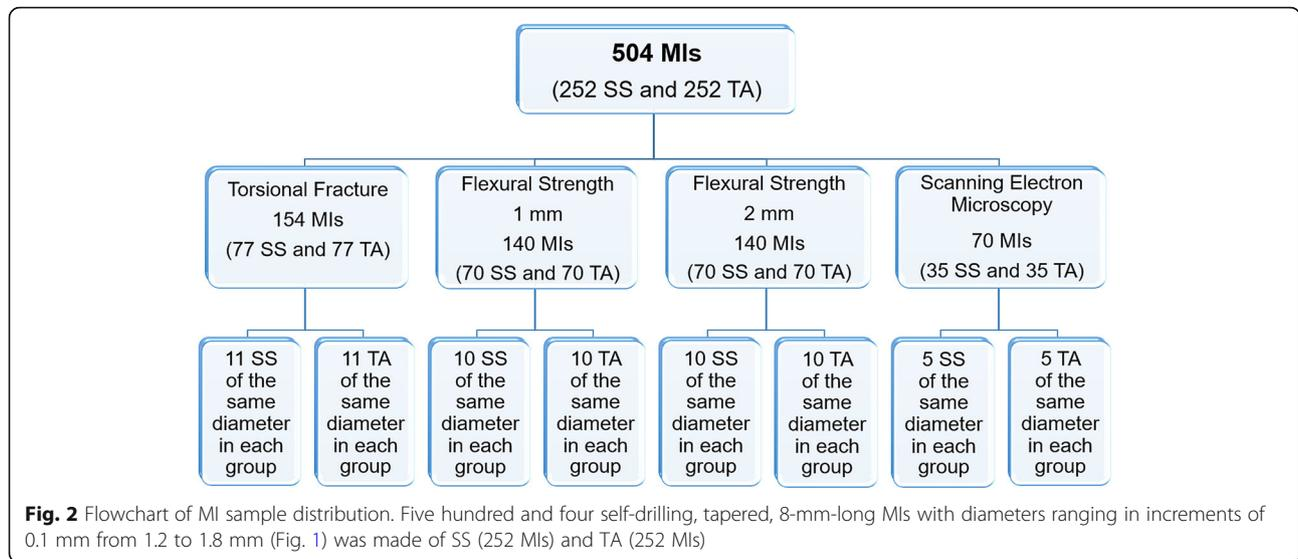 504 MIs
(252 SS and 252 TA)
Torsional Fracture
154 MIs
(77 SS and 77 TA)
Flexural Strength
1 mm
140 MIs
(70 SS and 70 TA)
Flexural Strength
2 mm
140 MIs
(70 SS and 70 TA)
Scanning Electron
Microscopy
70 MIs
(35 SS and 35 TA)
11 SS
of the
same
diameter
in each
group
11 TA
of the
same
diameter
in each
group
10 SS
of the
same
diameter
in each
group
10 TA
of the
same
diameter
in each
group
10 SS
of the
same
diameter
in each
group
10 TA
of the
same
diameter
in each
group
5 SS
of the
same
diameter
in each
group
5 TA
of the
same
diameter
in each
group
Fig. 2 Flowchart of MI sample distribution. Five hundred and four self-drilling, tapered, 8-mm-long MIs with diameters ranging in increments of
0.1 mm from 1.2 to 1.8 mm (Fig. 1) was made of SS (252 MIs) and TA (252 MIs)